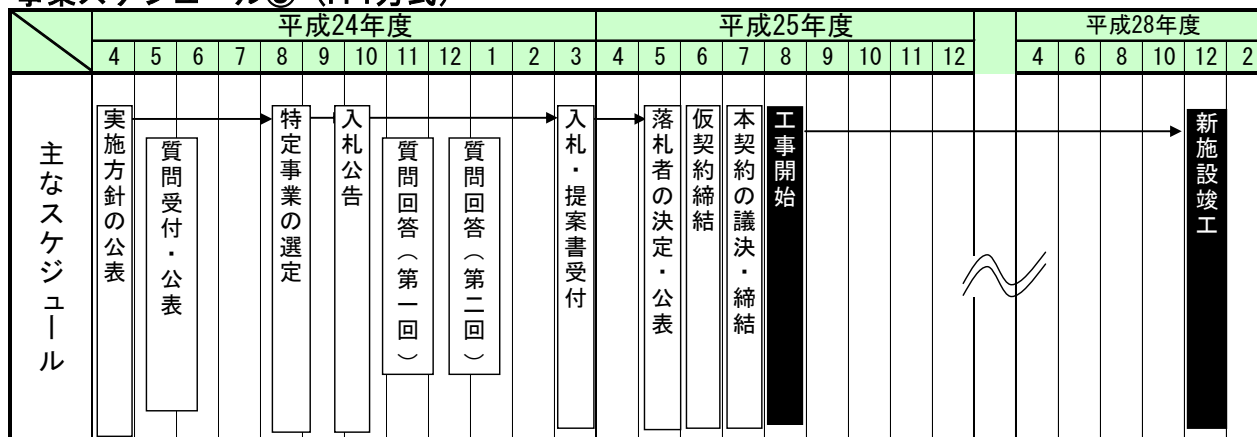 平成24年度 平成25年度 平成28年度
4 5 6 7 8 9 10 11 12 1 2 3 4 5 6 7 8 9 10 11 12 4 6 8 10 12 2
主なスケジュール
実施方針の公表
質問受付・公表
特定事業の選定
入札公告
質問回答（第一回）
質問回答（第二回）
入札・提案書受付
落札者の決定・公表
仮契約締結
本契約の議決・締結
工事開始
新施設竣工